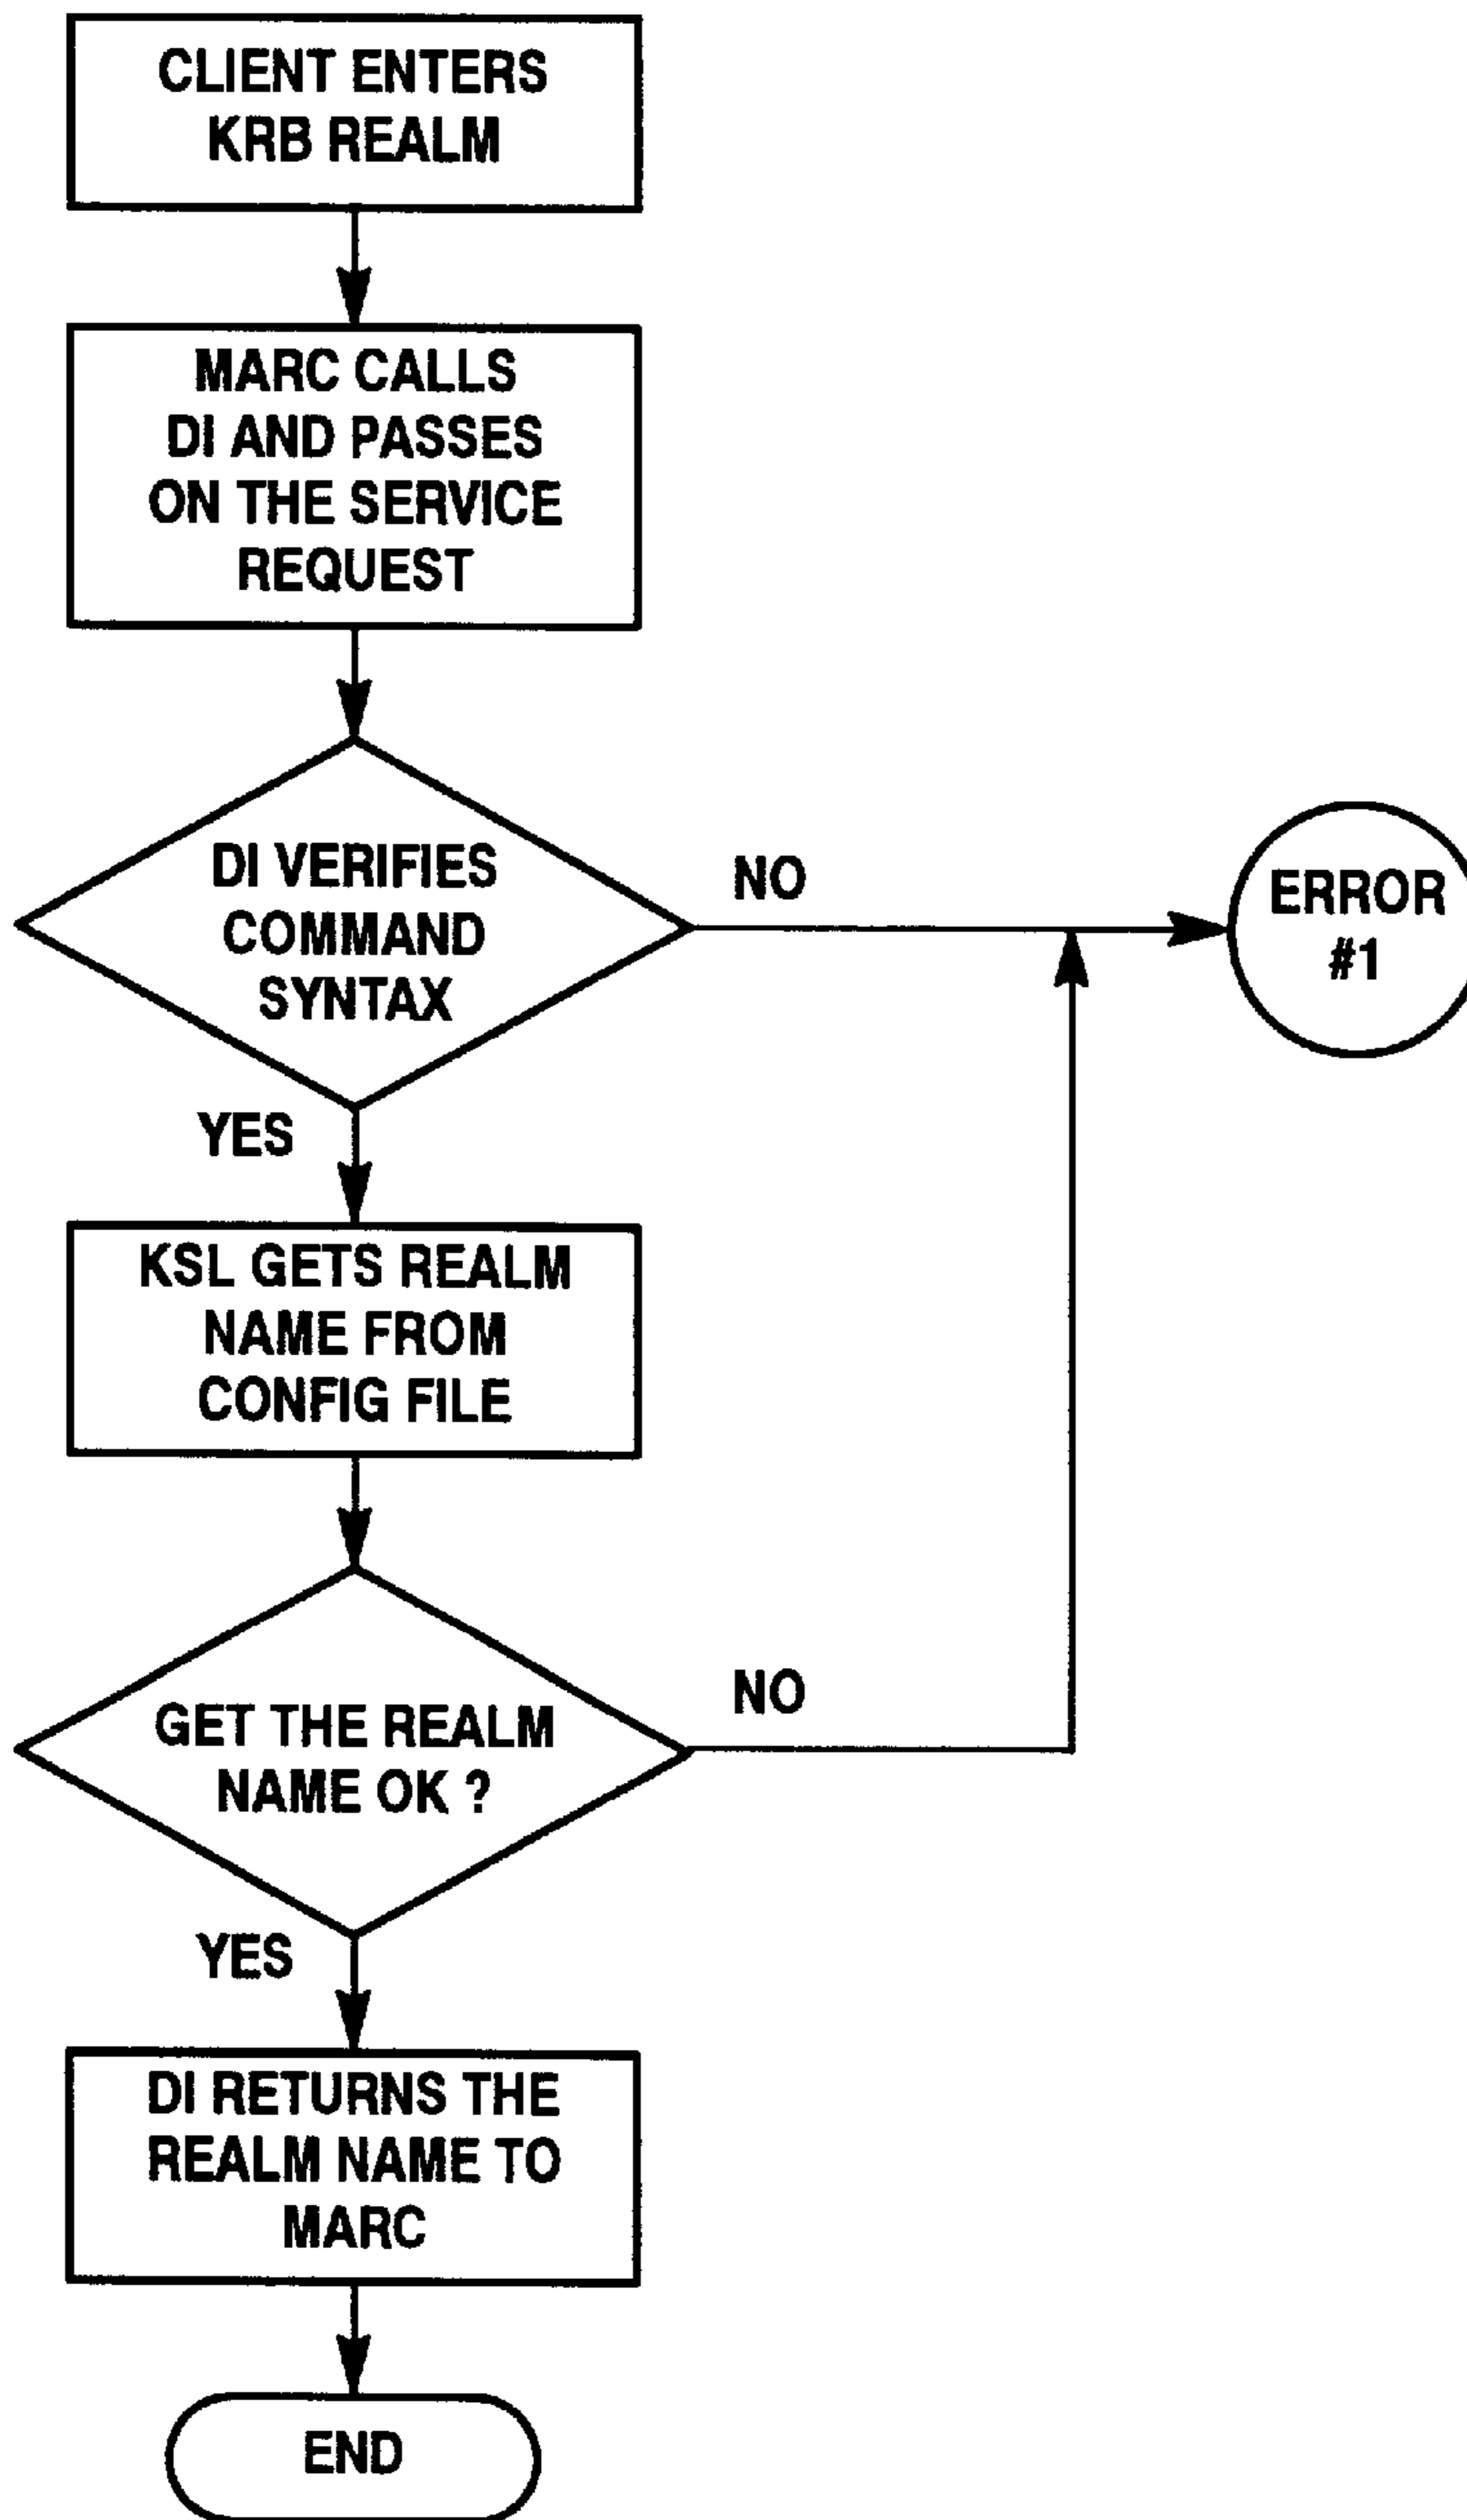 CLIENT ENTERS
KRB REALM
MARC CALLS
DI AND PASSES
ON THE SERVICE
REQUEST
DI VERIFIES
COMMAND
SYNTAX
NO
ERROR
#1
YES
KSL GETS REALM
NAME FROM
CONFIG FILE
GET THE REALM
NAME OK ?
NO
YES
DI RETURNS THE
REALM NAME TO
MARC
END